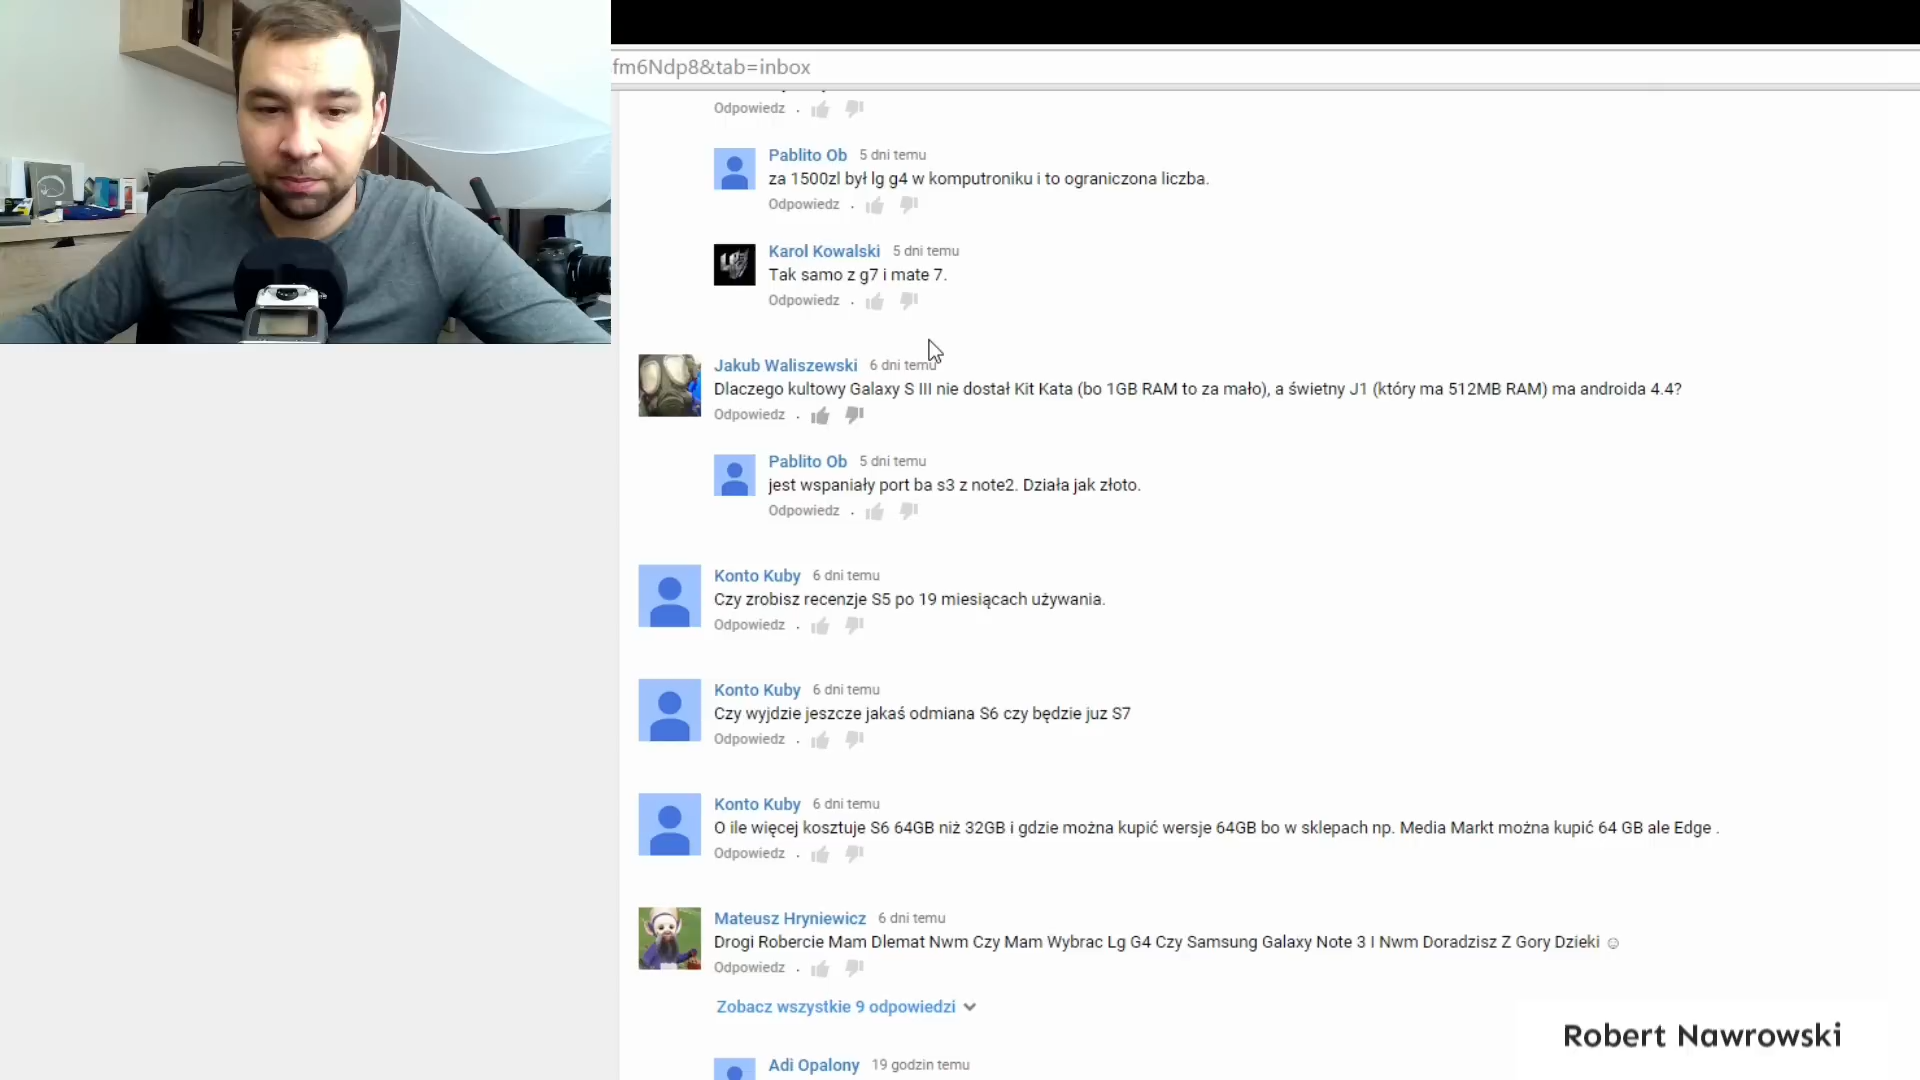 fm6Ndp8&tab=inbox
Odpowiedz .
Pablito Ob 5 dni temu
za 1500zl był lg g4 w komputroniku i to ograniczona liczba.
Odpowiedz .
Karol Kowalski 5 dni temu
Tak samo z g7 i mate 7.
Odpowiedz .
Jakub Waliszewski 6 dni temu
Dlaczego kultowy Galaxy S III nie dostał Kit Kata (bo 1GB RAM to za mało), a świetny J1 (który ma 512MB RAM) ma androida 4.4?
Odpowiedz .
Pablito Ob 5 dni temu
jest wspaniały port ba s3 z note2. Działa jak złoto.
Odpowiedz .
Konto Kuby 6 dni temu
Czy zrobisz recenzje S5 po 19 miesiącach używania.
Odpowiedz .
Konto Kuby 6 dni temu
Czy wyjdzie jeszcze jakaś odmiana S6 czy będzie juz S7
Odpowiedz .
Konto Kuby 6 dni temu
O ile więcej kosztuje S6 64GB niż 32GB i gdzie można kupić wersje 64GB bo w sklepach np. Media Markt można kupić 64 GB ale Edge .
Odpowiedz .
Mateusz Hryniewicz 6 dni temu
Drogi Robercie Mam Dlemat Nwm Czy Mam Wybrac Lg G4 Czy Samsung Galaxy Note 3 I Nwm Doradzisz Z Gory Dzieki ☺
Odpowiedz .
Zobacz wszystkie 9 odpowiedzi
Robert Nawrowski
Adi Opalony 19 godzin temu